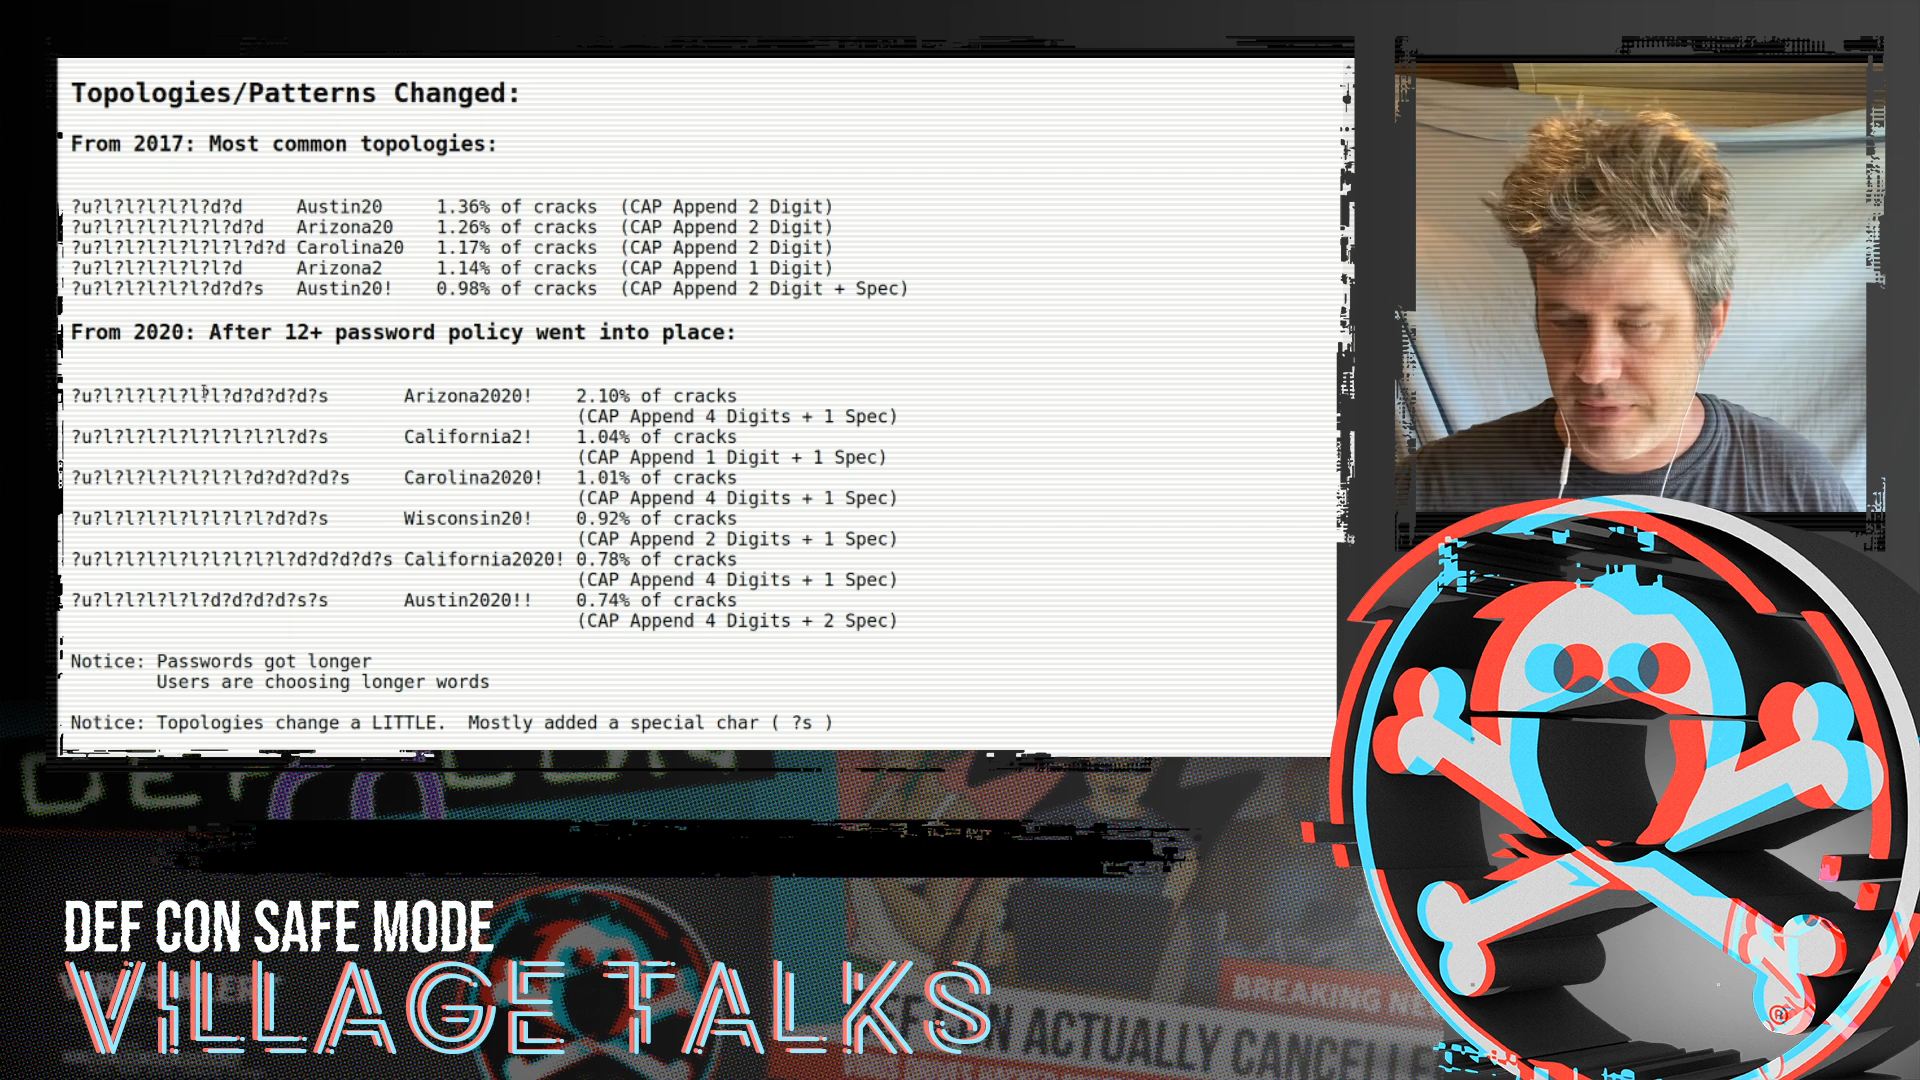 Topologies/Patterns Changed:
From 2017: Most common topologies:
?u?l?l?l?l?l?d?d Austin20 1.36% of cracks (CAP Append 2 Digit)
?u?l?l?l?l?l?l?d?d Arizona20 1.26% of cracks (CAP Append 2 Digit)
?u?l?l?l?l?l?l?l?d?d Carolina20 1.17% of cracks (CAP Append 2 Digit)
?u?l?l?l?l?l?l?d Arizona2 1.14% of cracks (CAP Append 1 Digit)
?u?l?l?l?l?l?d?d?s Austin20! 0.98% of cracks (CAP Append 2 Digit + Spec)
From 2020: After 12+ password policy went into place:
?u?l?l?l?l?l?l?d?d?d?d?s Arizona2020! 2.10% of cracks
(CAP Append 4 Digits + 1 Spec)
?u?l?l?l?l?l?l?l?l?l?d?s California2! 1.04% of cracks
(CAP Append 1 Digit + 1 Spec)
?u?l?l?l?l?l?l?l?d?d?d?d?s Carolina2020! 1.01% of cracks
(CAP Append 4 Digits + 1 Spec)
?u?l?l?l?l?l?l?l?l?d?d?s Wisconsin20! 0.92% of cracks
(CAP Append 2 Digits + 1 Spec)
?u?l?l?l?l?l?l?l?l?l?d?d?d?d?s California2020! 0.78% of cracks
(CAP Append 4 Digits + 1 Spec)
?u?l?l?l?l?l?d?d?d?d?s?s Austin2020!! 0.74% of cracks
(CAP Append 4 Digits + 2 Spec)
Notice: Passwords got longer
Users are choosing longer words
Notice: Topologies change a LITTLE. Mostly added a special char ( ?s )
DEF CON
DEF CON SAFE MODE
VILLAGE TALKS
BREAKING NE
DEF CON ACTUALLY CANCELLE
®